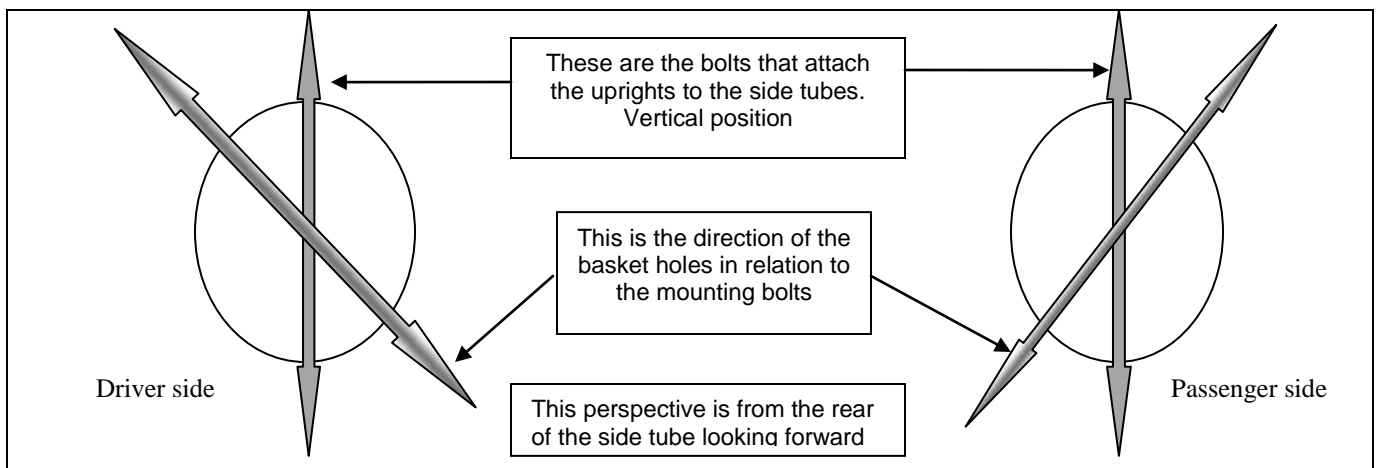 These are the bolts that attach
the uprights to the side tubes.
Vertical position
This is the direction of the
basket holes in relation to
the mounting bolts
Driver side
Passenger side
This perspective is from the rear
of the side tube looking forward